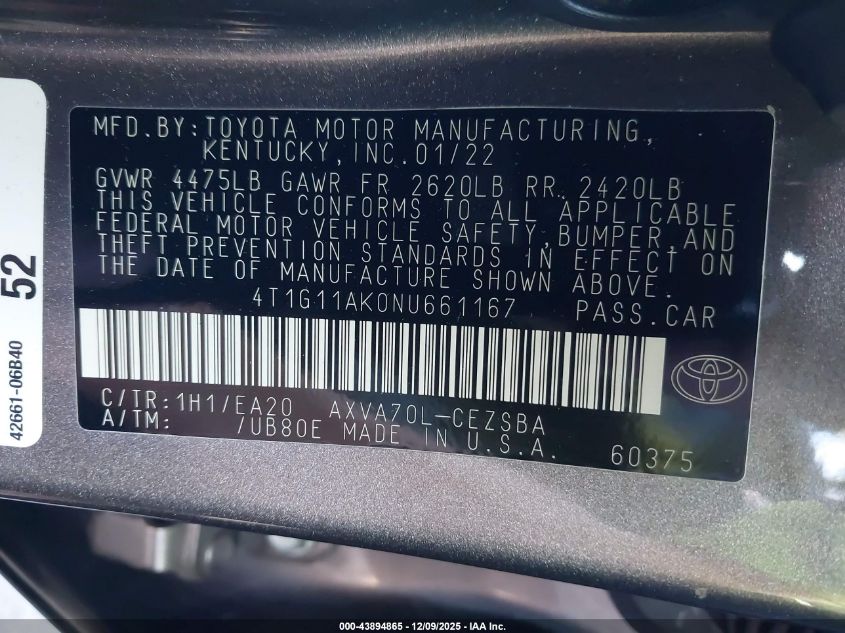 MFD.BY:TOYOTA MOTOR MANUFACTURING,
KENTUCKY,INC.01/22
GVWR 4475LB GAWR FR 2620LB RR 2420LB
THIS VEHICLE CONFORMS TO ALL APPLICABLE
FEDERAL MOTOR VEHICLE SAFETY,BUMPER,AND
THEFT PREVENTION STANDARDS IN EFFECT ON
THE DATE OF MANUFACTURE SHOWN ABOVE.
4T1G11AK0NU661167 PASS.CAR
C/TR:1H1/EA20 AXVA70L-CEZSBA
A/TM: /UB80E MADE IN U.S.A.
60375
52
42661-06B40
000-43894865 - 12/09/2025 - IAA Inc.